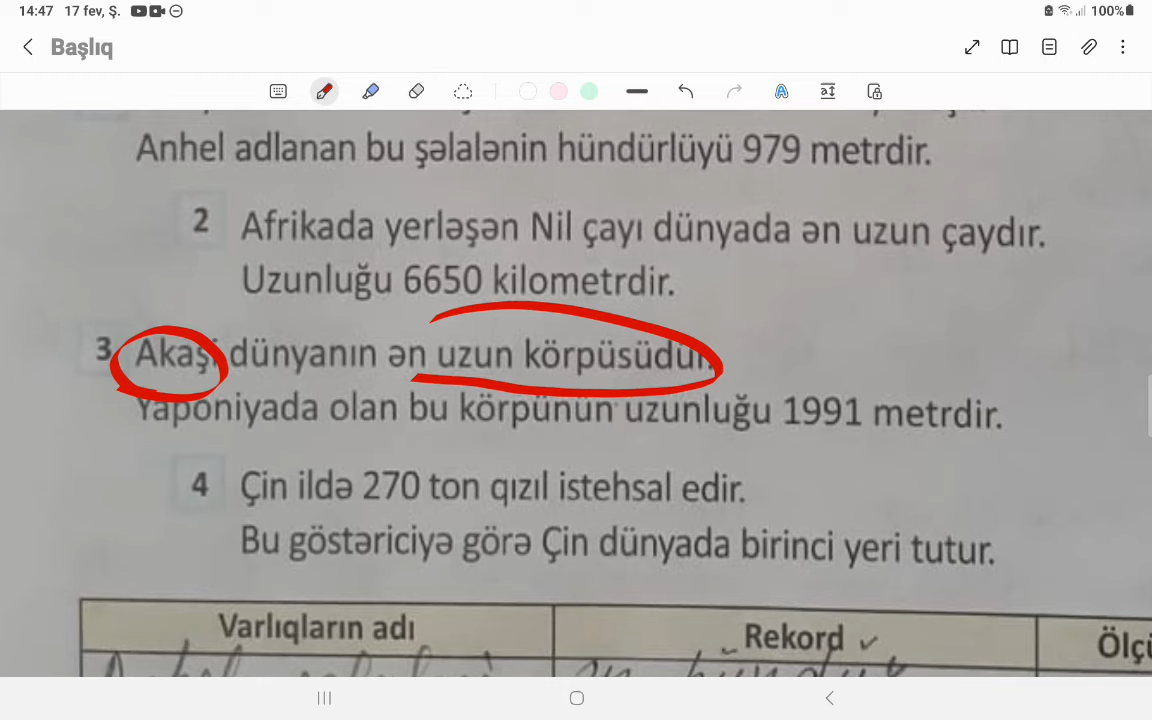 14:47 17 fev, Ş. 100%
Başlıq
Anhel adlanan bu şəlalənin hündürlüyü 979 metrdir.
2 Afrikada yerləşən Nil çayı dünyada ən uzun çaydır.
Uzunluğu 6650 kilometrdir.
3 Akaşi dünyanın ən uzun körpüsüdür.
Yaponiyada olan bu körpünün uzunluğu 1991 metrdir.
4 Çin ildə 270 ton qızıl istehsal edir.
Bu göstəriciyə görə Çin dünyada birinci yeri tutur.
Varlıqların adı Rekord